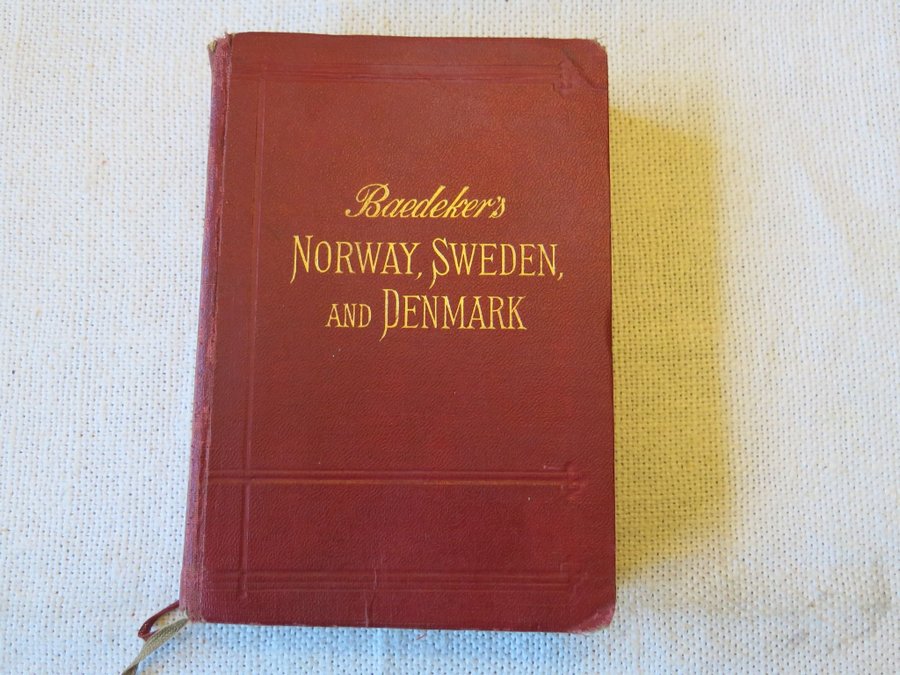 Baedeker's
NORWAY, SWEDEN,
AND DENMARK